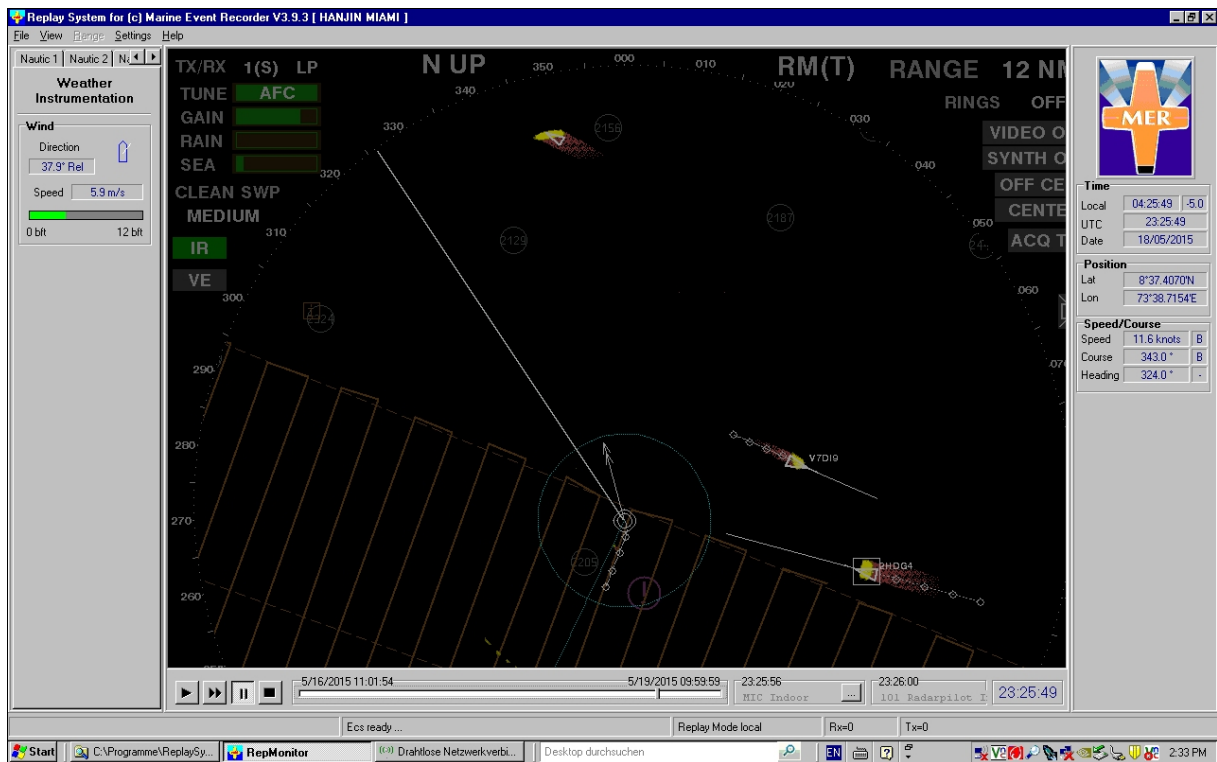 Replay System for (c) Marine Event Recorder V3.9.3 [ HANJIN MIAMI ]
File View Range Settings Help
Nautic 1 Nautic 2
Weather
Instrumentation
Wind
Direction
37.9° Rel
Speed 5.9 m/s
0 bft 12 bft
TX/RX 1(S) LP
TUNE AFC
GAIN
RAIN
SEA
CLEAN SWP
MEDIUM
IR
VE
N UP
RM(T)
RANGE 12 NM
RINGS OFF
VIDEO O
SYNTH O
OFF CE
CENTE
ACQ T
350
000
010
340
020
330
030
320
040
310
050
300
060
290
07
280
270
260
2156
2187
2129
2324
2205
V7DI9
2HDG4
MER
Time
Local 04:25:49 -5.0
UTC 23:25:49
Date 18/05/2015
Position
Lat 8°37.4070'N
Lon 73°38.7154'E
Speed/Course
Speed 11.6 knots B
Course 343.0 ° B
Heading 324.0 ° -
5/16/2015 11:01:54 5/19/2015 09:59:59
23:25:56
MIC Indoor ...
23:26:00
101 Radarpilot
23:25:49
Ecs ready ... Replay Mode local Rx=0 Tx=0
Start C:\Programme\ReplaySy... RepMonitor Drahtlose Netzwerkverbi... Desktop durchsuchen EN 2:33 PM